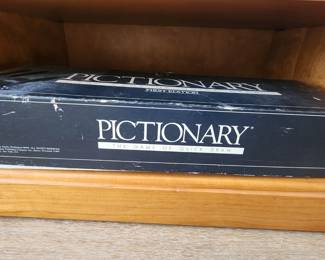 PICTIONARY
FIRST EDITION
PICTIONARY®
THE GAME OF QUICK DRAW